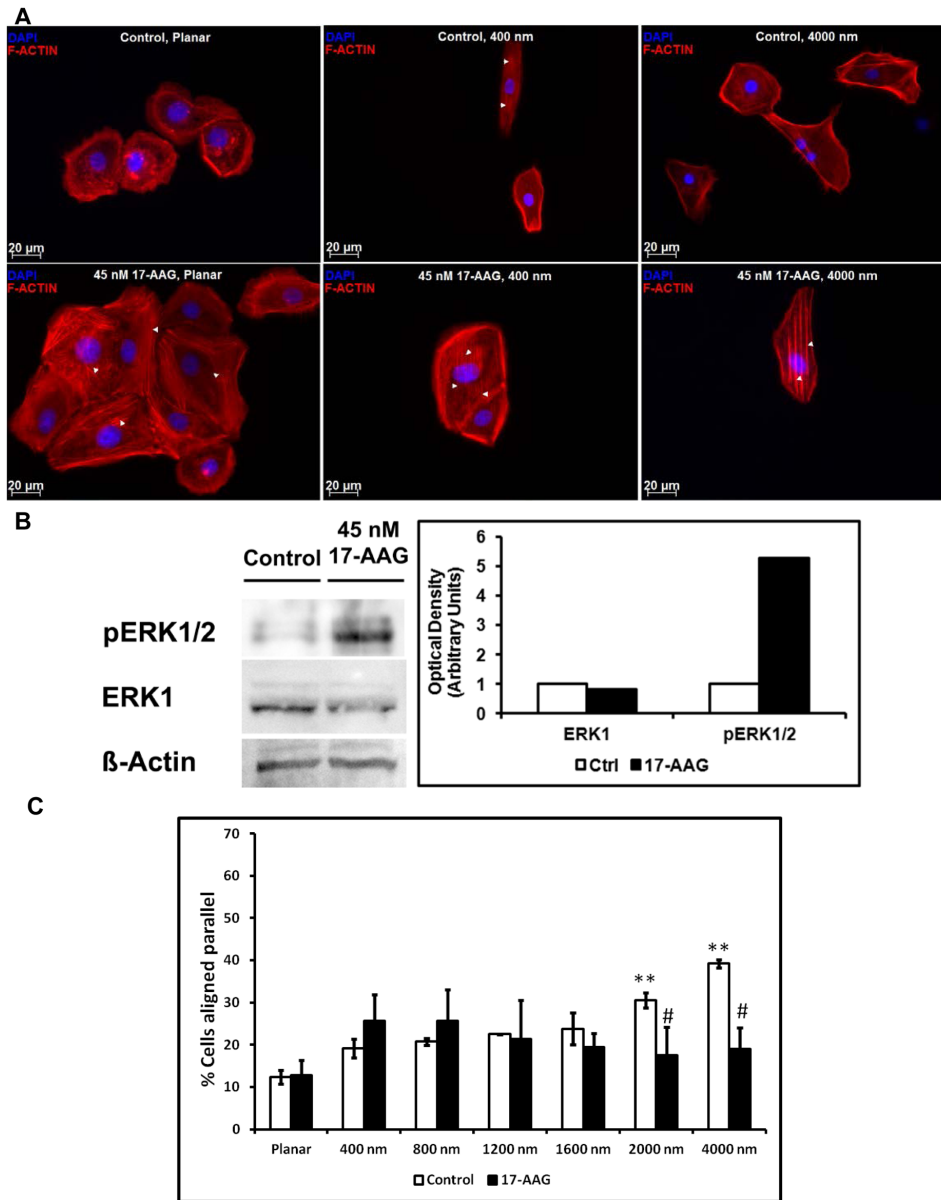 A
DAPI
F-ACTIN
Control, Planar
20 µm
DAPI
F-ACTIN
Control, 400 nm
20 µm
DAPI
F-ACTIN
Control, 4000 nm
20 µm
DAPI
F-ACTIN
45 nM 17-AAG, Planar
20 µm
DAPI
F-ACTIN
45 nM 17-AAG, 400 nm
20 µm
DAPI
F-ACTIN
45 nM 17-AAG, 4000 nm
20 µm
B
Control
45 nM
17-AAG
pERK1/2
ERK1
ß-Actin
Optical Density
(Arbitrary Units)
6
5
4
3
2
1
0
ERK1 pERK1/2
Ctrl 17-AAG
C
% Cells aligned parallel
70
60
50
40
30
20
10
0
** # ** #
Planar 400 nm 800 nm 1200 nm 1600 nm 2000 nm 4000 nm
Control 17-AAG